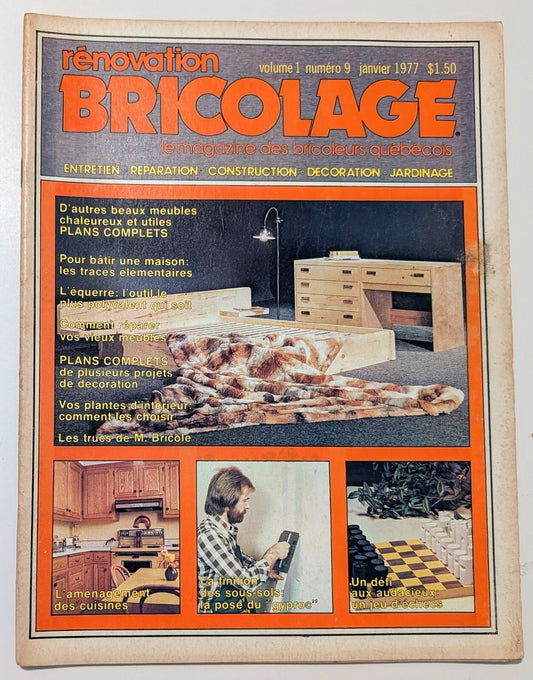 rénovation
volume 1 numéro 9 janvier 1977 $1.50
BRICOLAGE
le magazine des bricoleurs québécois
ENTRETIEN · REPARATION · CONSTRUCTION · DECORATION · JARDINAGE
D'autres beaux meubles
chaleureux et utiles
PLANS COMPLETS
Pour bâtir une maison:
les traces elementaires
L'équerre: l'outil le
plus polyvalent qui soit
Comment réparer
vos vieux meubles
PLANS COMPLETS
de plusieurs projets
de decoration
Vos plantes d'intérieur:
comment les choisir
Les trucs de M. Bricole
L'aménagement
des cuisines
La finition
des sous-sols:
la pose du "gyproc"
Un défi
aux audacieux:
un jeu d'échecs